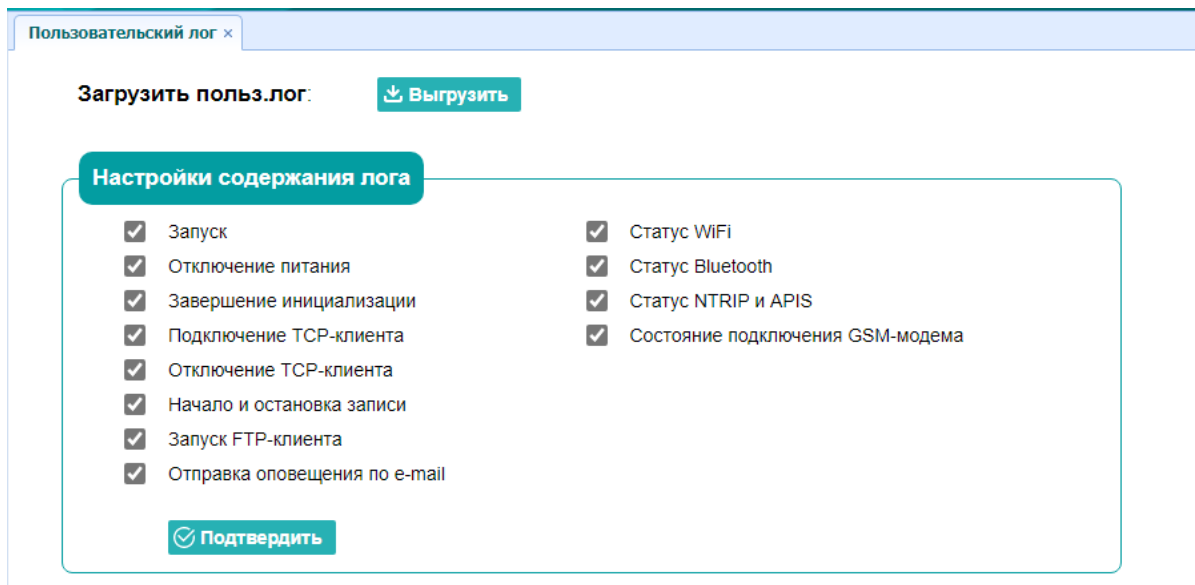 Пользовательский лог ×
Загрузить польз.лог: Выгрузить
Настройки содержания лога
Запуск
Отключение питания
Завершение инициализации
Подключение TCP-клиента
Отключение TCP-клиента
Начало и остановка записи
Запуск FTP-клиента
Отправка оповещения по e-mail
Статус WiFi
Статус Bluetooth
Статус NTRIP и APIS
Состояние подключения GSM-модема
Подтвердить